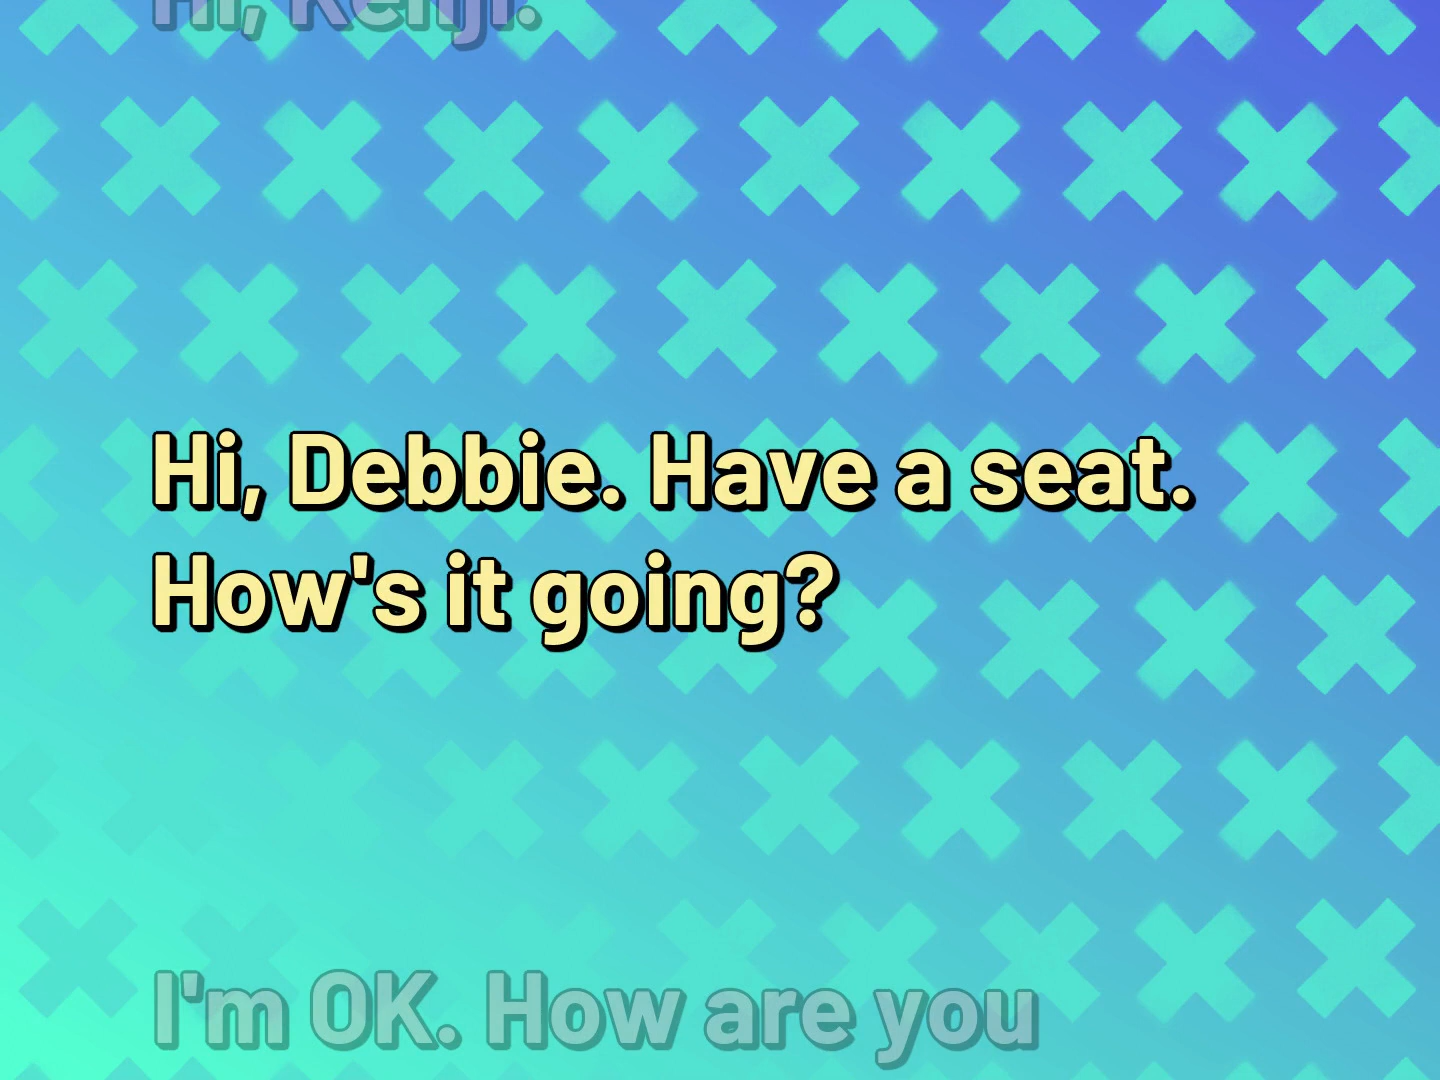 Hi, Kenji.
Hi, Debbie. Have a seat.
How's it going?
I'm OK. How are you